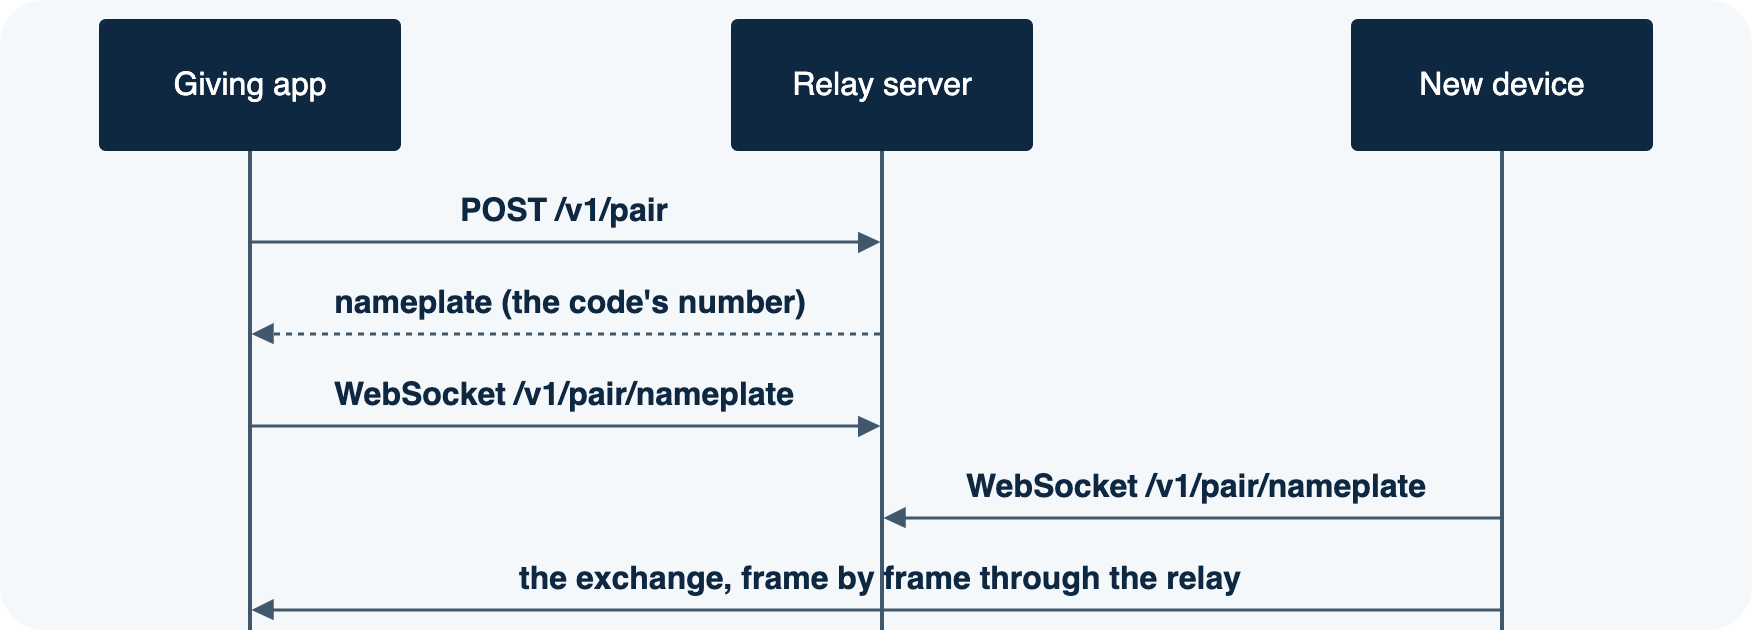 Giving app
Relay server
New device
POST /v1/pair
nameplate (the code's number)
WebSocket /v1/pair/nameplate
WebSocket /v1/pair/nameplate
the exchange, frame by frame through the relay